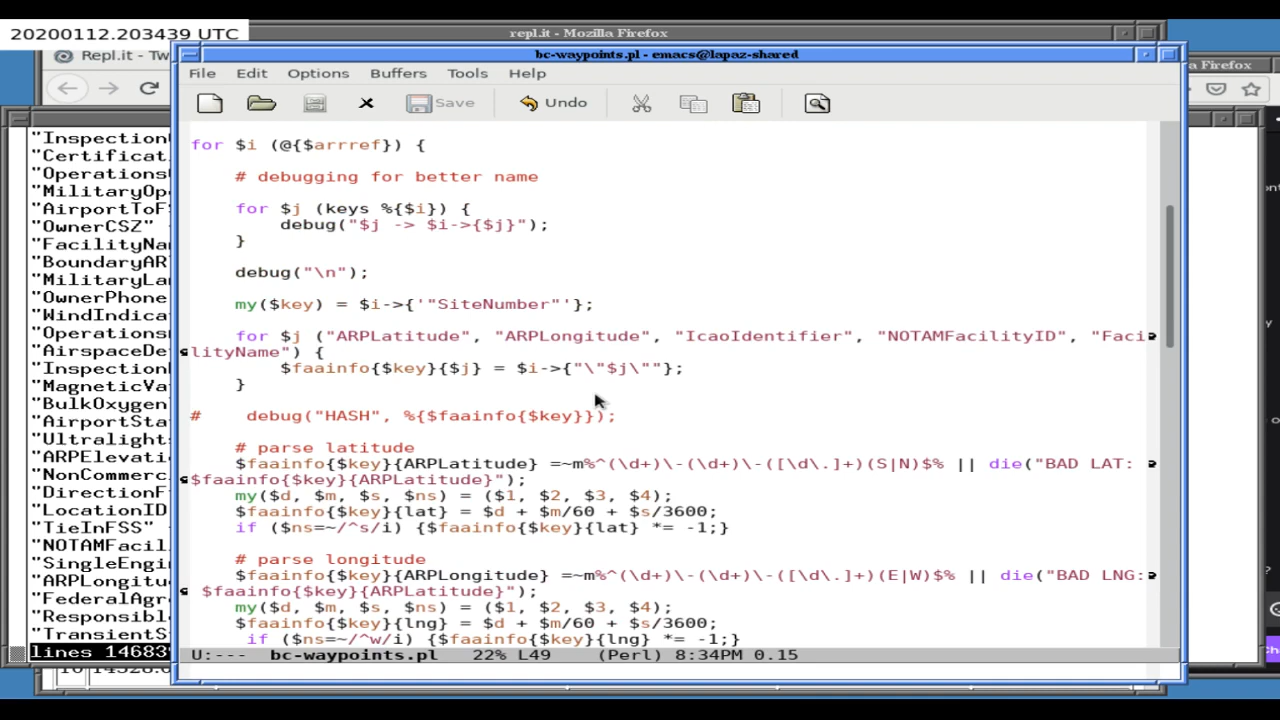 20200112.203439 UTC
repl.it - Mozilla Firefox
Repl.it - Tw
Firefox
bc-waypoints.pl - emacs@lapaz-shared
File Edit Options Buffers Tools Help
Save Undo
for $i (@{$arrref}) {
# debugging for better name
for $j (keys %{$i}) {
debug("$j -> $i->{$j}");
}
debug("\n");
my($key) = $i->{'"SiteNumber"'};
for $j ("ARPLatitude", "ARPLongitude", "IcaoIdentifier", "NOTAMFacilityID", "Faci
lityName") {
$faainfo{$key}{$j} = $i->{"\"$j\""};
}
# debug("HASH", %{$faainfo{$key}});
# parse latitude
$faainfo{$key}{ARPLatitude} =~m%^(\d+)\-(\d+)\-([\d\.]+)(S|N)$% || die("BAD LAT:
$faainfo{$key}{ARPLatitude}");
my($d, $m, $s, $ns) = ($1, $2, $3, $4);
$faainfo{$key}{lat} = $d + $m/60 + $s/3600;
if ($ns=~/^s/i) {$faainfo{$key}{lat} *= -1;}
# parse longitude
$faainfo{$key}{ARPLongitude} =~m%^(\d+)\-(\d+)\-([\d\.]+)(E|W)$% || die("BAD LNG:
$faainfo{$key}{ARPLatitude}");
my($d, $m, $s, $ns) = ($1, $2, $3, $4);
$faainfo{$key}{lng} = $d + $m/60 + $s/3600;
if ($ns=~/^w/i) {$faainfo{$key}{lng} *= -1;}
U:--- bc-waypoints.pl 22% L49 (Perl) 8:34PM 0.15
"Inspection
"Certificat
"Operations
"MilitaryOp
"AirportToF
"OwnerCSZ"
"FacilityNa
"BoundaryAR
"MilitaryLa
"OwnerPhone
"WindIndica
"Operations
"AirspaceDe
"Inspection
"MagneticVa
"BulkOxygen
"AirportSta
"Ultralight
"ARPElevati
"NonCommerc
"DirectionF
"LocationID
"TieInFSS"
"NOTAMFacil
"SingleEngi
"ARPLongitu
"FederalAgr
"Responsibl
"TransientS
lines 14683